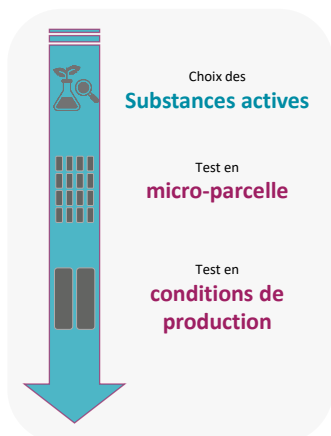 Choix des
Substances actives
Test en
micro-parcelle
Test en
conditions de
production